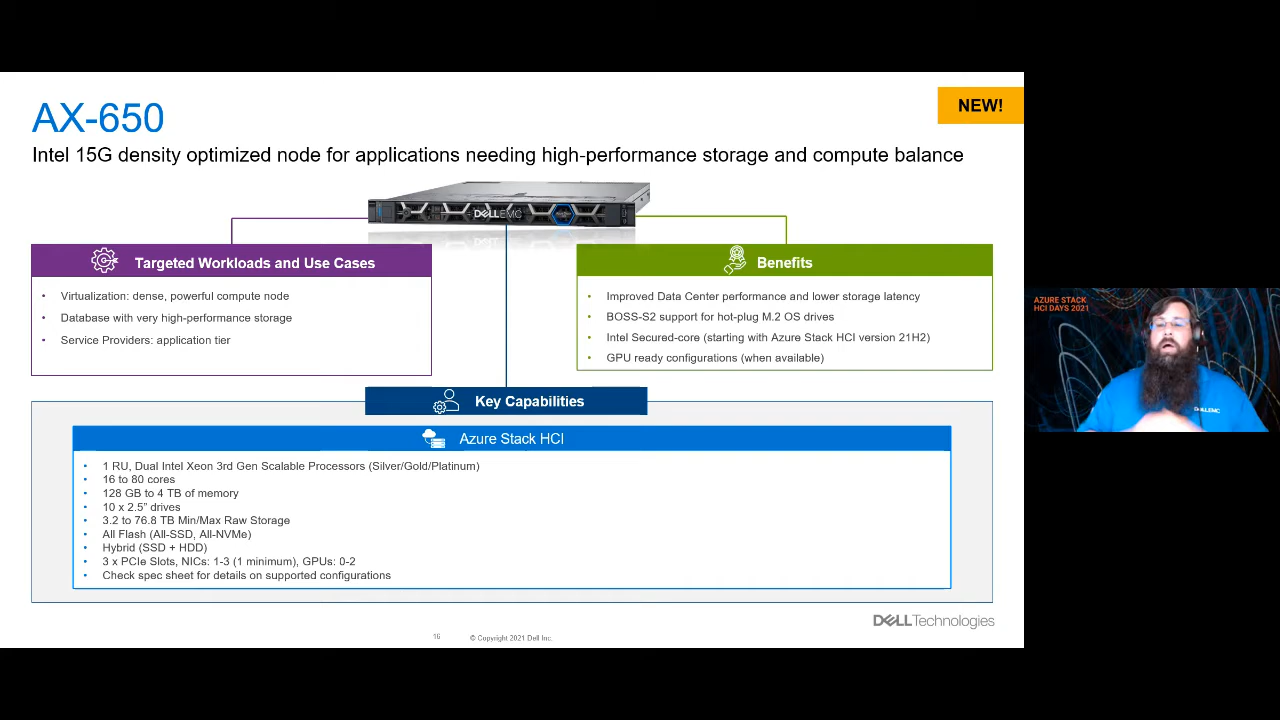 AX-650
NEW!
Intel 15G density optimized node for applications needing high-performance storage and compute balance
DELLEMC
Targeted Workloads and Use Cases
• Virtualization: dense, powerful compute node
• Database with very high-performance storage
• Service Providers: application tier
Benefits
• Improved Data Center performance and lower storage latency
• BOSS-S2 support for hot-plug M.2 OS drives
• Intel Secured-core (starting with Azure Stack HCI version 21H2)
• GPU ready configurations (when available)
Key Capabilities
Azure Stack HCI
• 1 RU, Dual Intel Xeon 3rd Gen Scalable Processors (Silver/Gold/Platinum)
• 16 to 80 cores
• 128 GB to 4 TB of memory
• 10 x 2.5” drives
• 3.2 to 76.8 TB Min/Max Raw Storage
• All Flash (All-SSD, All-NVMe)
• Hybrid (SSD + HDD)
• 3 x PCIe Slots, NICs: 1-3 (1 minimum), GPUs: 0-2
• Check spec sheet for details on supported configurations
DELLTechnologies
16
© Copyright 2021 Dell Inc.
AZURE STACK
HCI DAYS 2021
DELLEMC